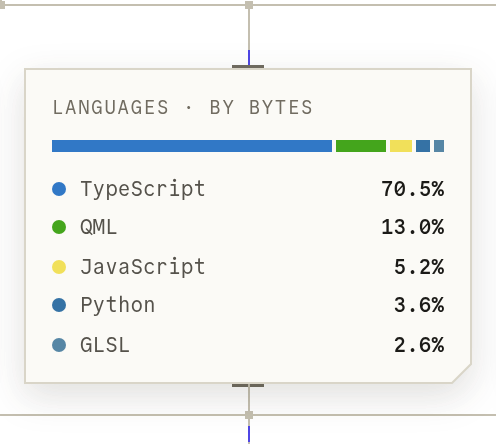 LANGUAGES · BY BYTES
TypeScript 70.5%
QML 13.0%
JavaScript 5.2%
Python 3.6%
GLSL 2.6%